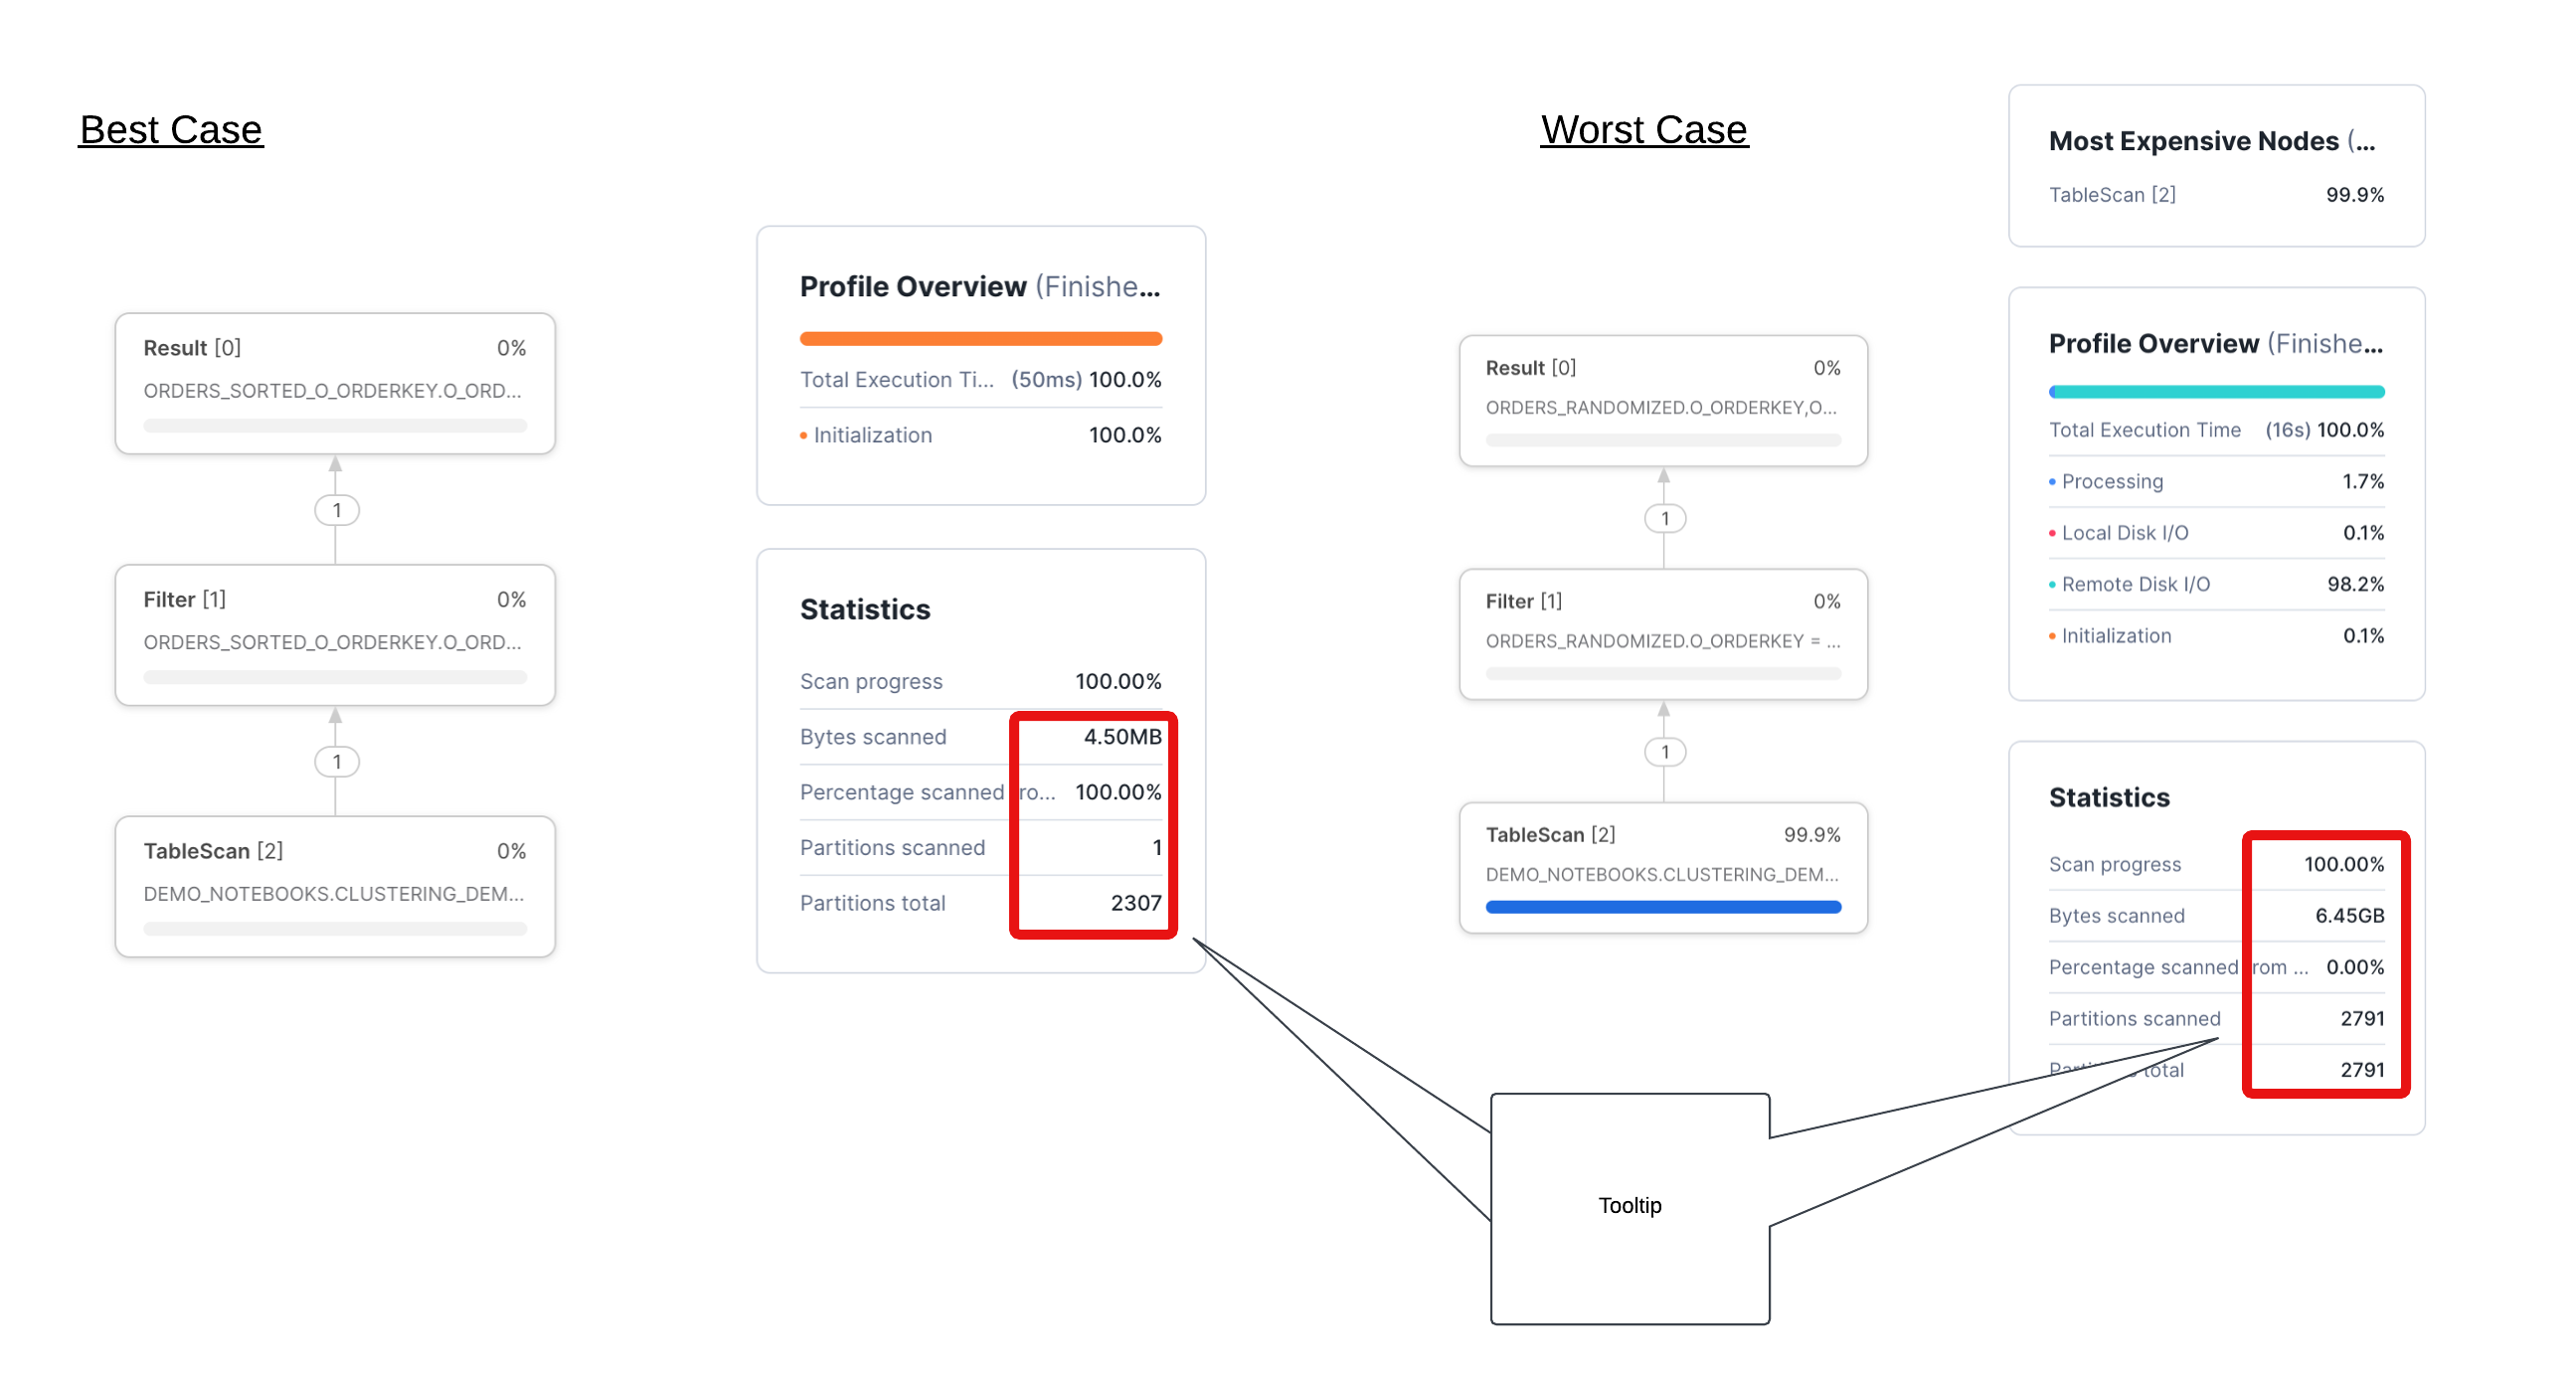 Best Case
Result [0] 0%
ORDERS_SORTED_O_ORDERKEY.O_ORD...
1
Filter [1] 0%
ORDERS_SORTED_O_ORDERKEY.O_ORD...
1
TableScan [2] 0%
DEMO_NOTEBOOKS.CLUSTERING_DEM...
Profile Overview (Finishe...
Total Execution Ti... (50ms) 100.0%
Initialization 100.0%
Statistics
Scan progress 100.00%
Bytes scanned 4.50MB
Percentage scanned ro... 100.00%
Partitions scanned 1
Partitions total 2307
Worst Case
Result [0] 0%
ORDERS_RANDOMIZED.O_ORDERKEY,O...
1
Filter [1] 0%
ORDERS_RANDOMIZED.O_ORDERKEY = ...
1
TableScan [2] 99.9%
DEMO_NOTEBOOKS.CLUSTERING_DEM...
Most Expensive Nodes (...
TableScan [2] 99.9%
Profile Overview (Finishe...
Total Execution Time (16s) 100.0%
Processing 1.7%
Local Disk I/O 0.1%
Remote Disk I/O 98.2%
Initialization 0.1%
Statistics
Scan progress 100.00%
Bytes scanned 6.45GB
Percentage scanned rom ... 0.00%
Partitions scanned 2791
total 2791
Tooltip